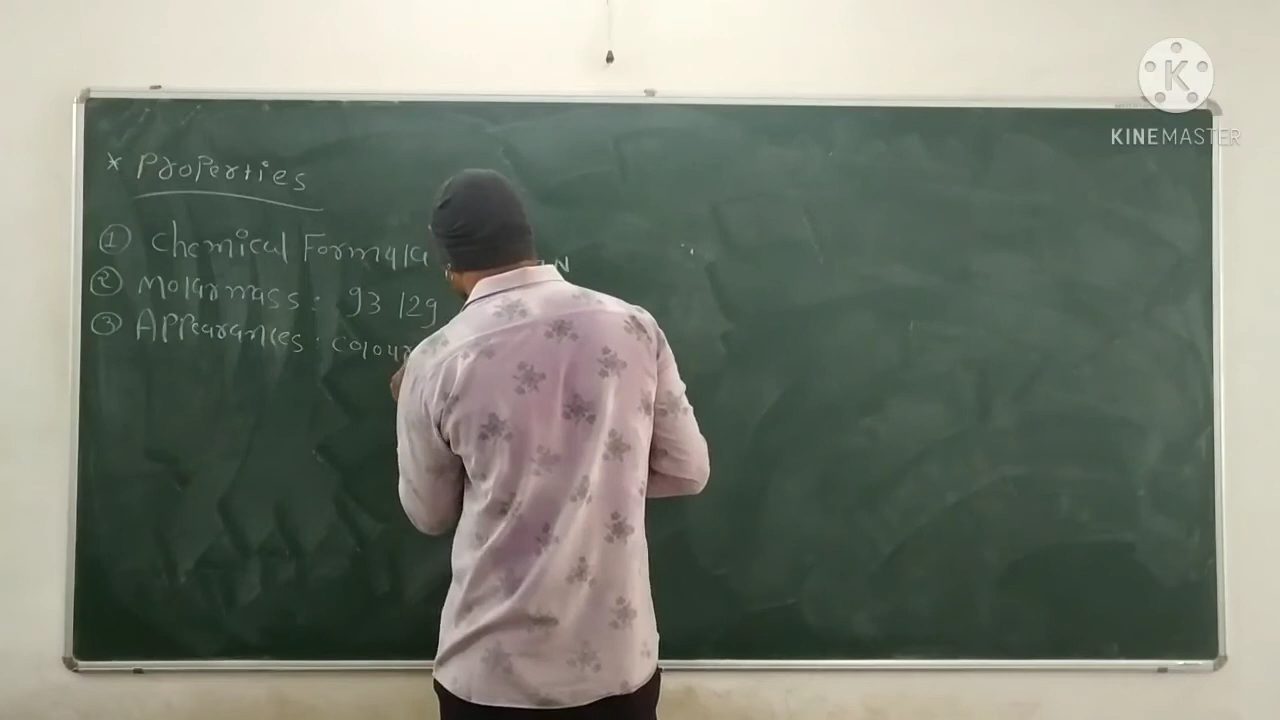 * Properties
① Chemical Formula N
② Molarmass : 93 129
③ Appearances : colour
KINEMASTER